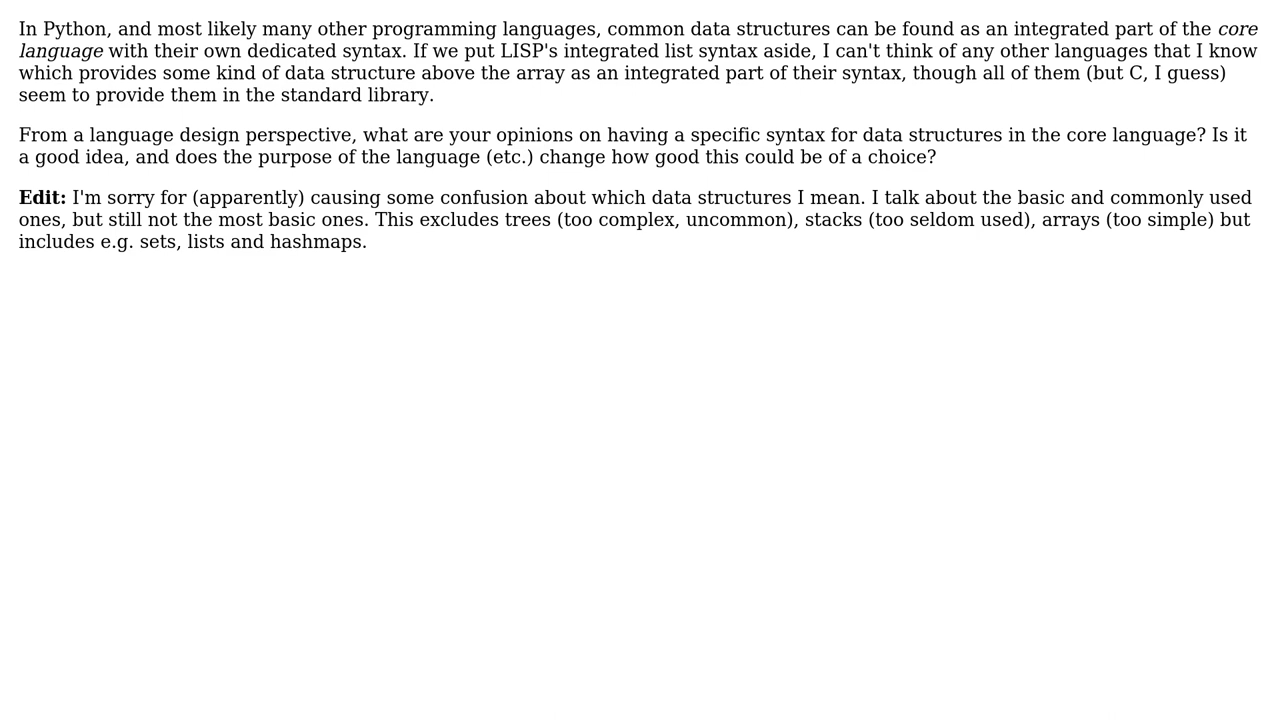 In Python, and most likely many other programming languages, common data structures can be found as an integrated part of the core
language with their own dedicated syntax. If we put LISP's integrated list syntax aside, I can't think of any other languages that I know
which provides some kind of data structure above the array as an integrated part of their syntax, though all of them (but C, I guess)
seem to provide them in the standard library.
From a language design perspective, what are your opinions on having a specific syntax for data structures in the core language? Is it
a good idea, and does the purpose of the language (etc.) change how good this could be of a choice?
Edit: I'm sorry for (apparently) causing some confusion about which data structures I mean. I talk about the basic and commonly used
ones, but still not the most basic ones. This excludes trees (too complex, uncommon), stacks (too seldom used), arrays (too simple) but
includes e.g. sets, lists and hashmaps.